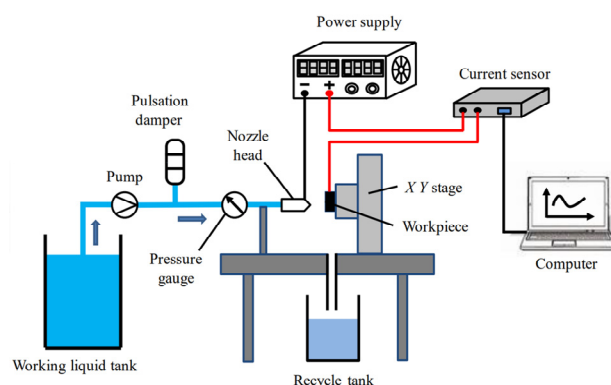 Power supply
Current sensor
Pulsation
damper
Nozzle
head
Pump
− +
X Y stage
Workpiece
Pressure
gauge
Computer
Working liquid tank
Recycle tank